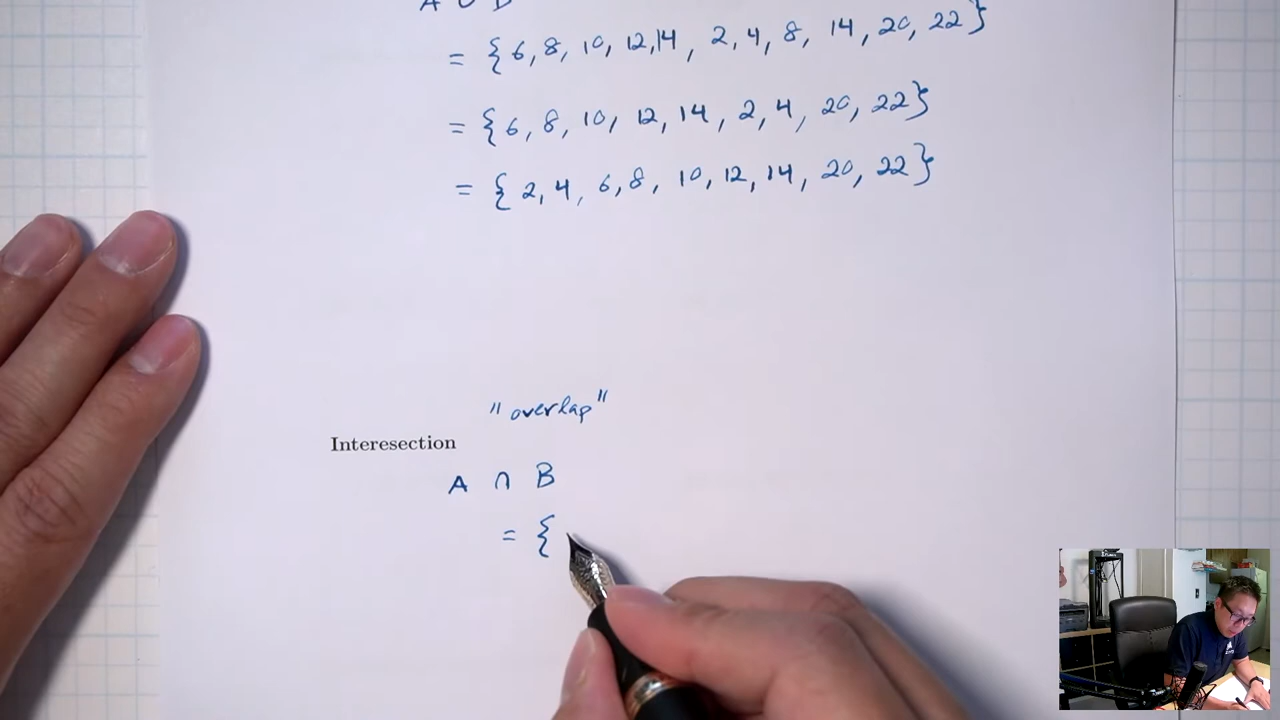 A ∪ B
= { 6, 8, 10, 12, 14, 2, 4, 8, 14, 20, 22 }
= { 6, 8, 10, 12, 14, 2, 4, 20, 22 }
= { 2, 4, 6, 8, 10, 12, 14, 20, 22 }
"overlap"
Interesection
A ∩ B
= {